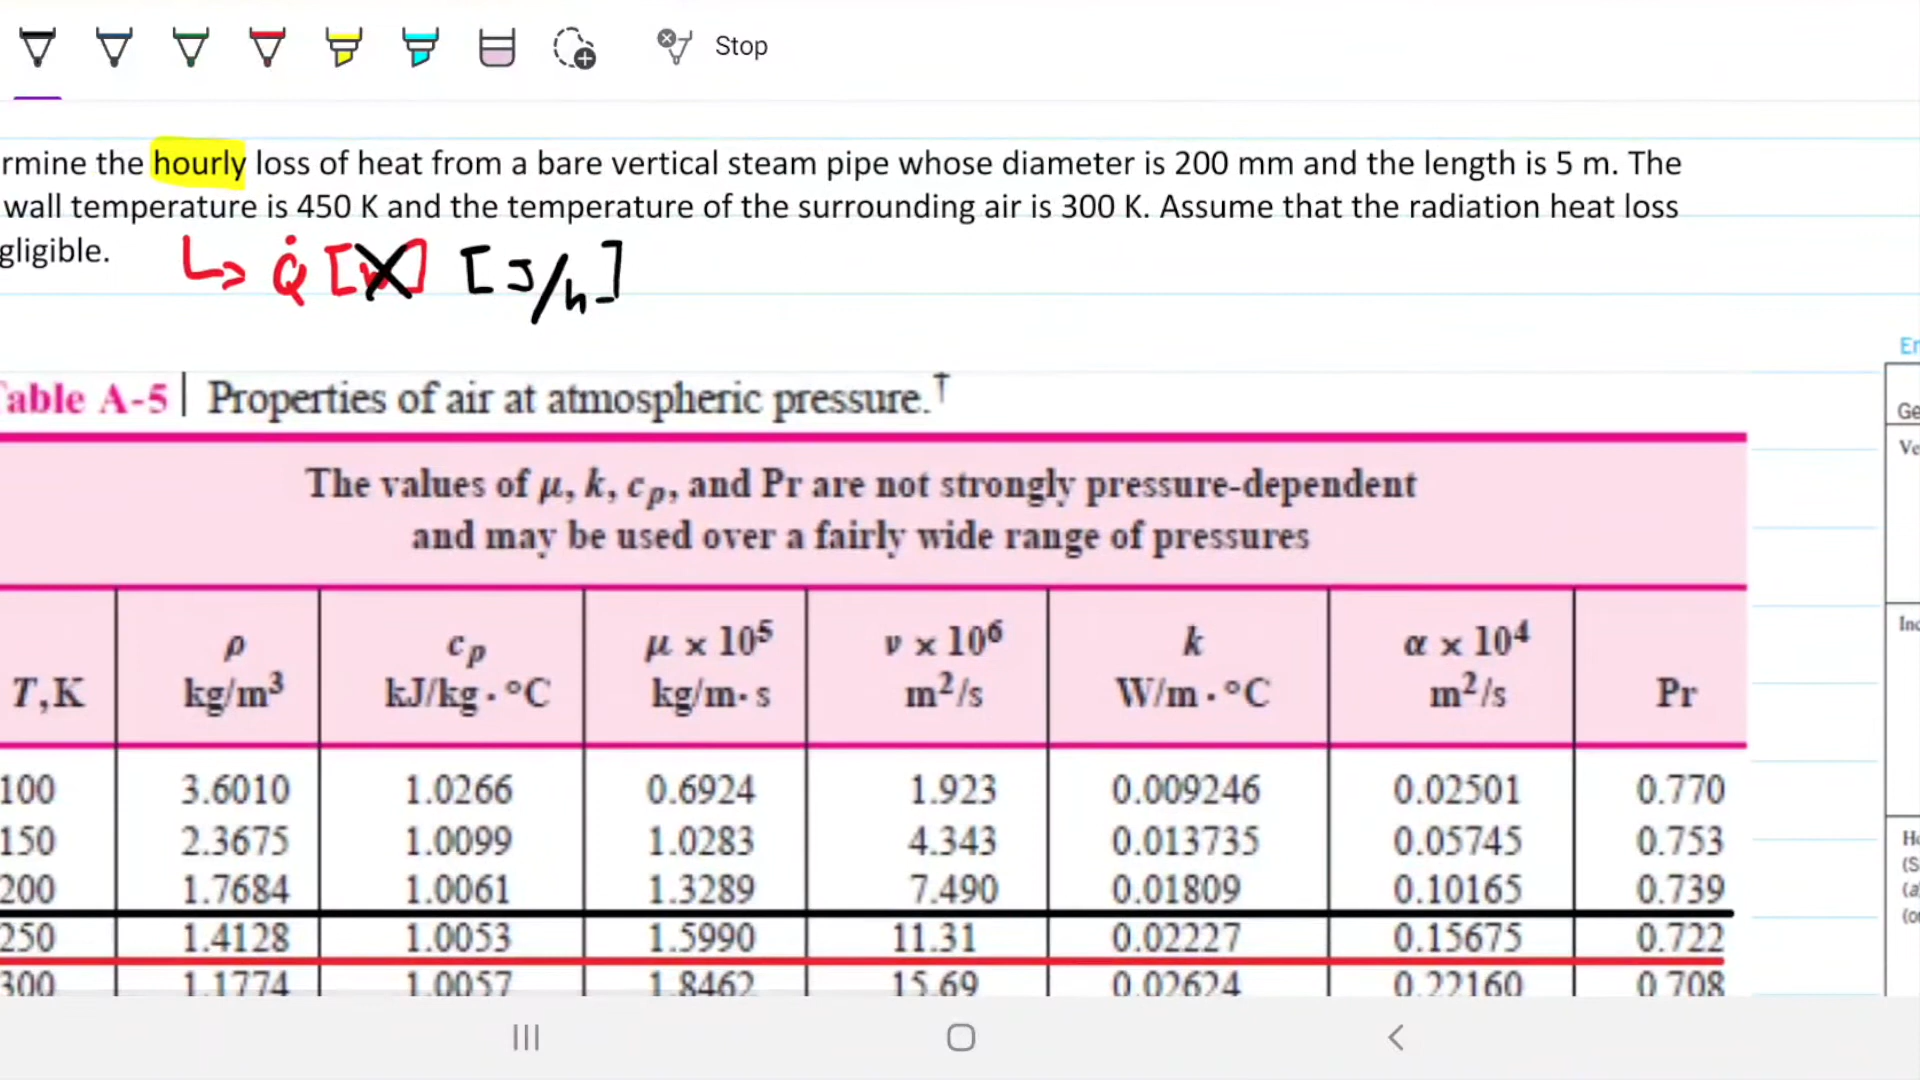 Stop
rmine the hourly loss of heat from a bare vertical steam pipe whose diameter is 200 mm and the length is 5 m. The
wall temperature is 450 K and the temperature of the surrounding air is 300 K. Assume that the radiation heat loss
gligible.
↳ Q̇ [ ] [J/h]
Er
able A-5 | Properties of air at atmospheric pressure.†
Ge
Ve
The values of μ, k, cp, and Pr are not strongly pressure-dependent
and may be used over a fairly wide range of pressures
Inc
T,K ρ kg/m³ cp kJ/kg · °C μ x 10⁵ kg/m· s ν x 10⁶ m²/s k W/m · °C α x 10⁴ m²/s Pr
100 3.6010 1.0266 0.6924 1.923 0.009246 0.02501 0.770
150 2.3675 1.0099 1.0283 4.343 0.013735 0.05745 0.753
200 1.7684 1.0061 1.3289 7.490 0.01809 0.10165 0.739
250 1.4128 1.0053 1.5990 11.31 0.02227 0.15675 0.722
300 1.1774 1.0057 1.8462 15.69 0.02624 0.22160 0.708
(S
(a
(o